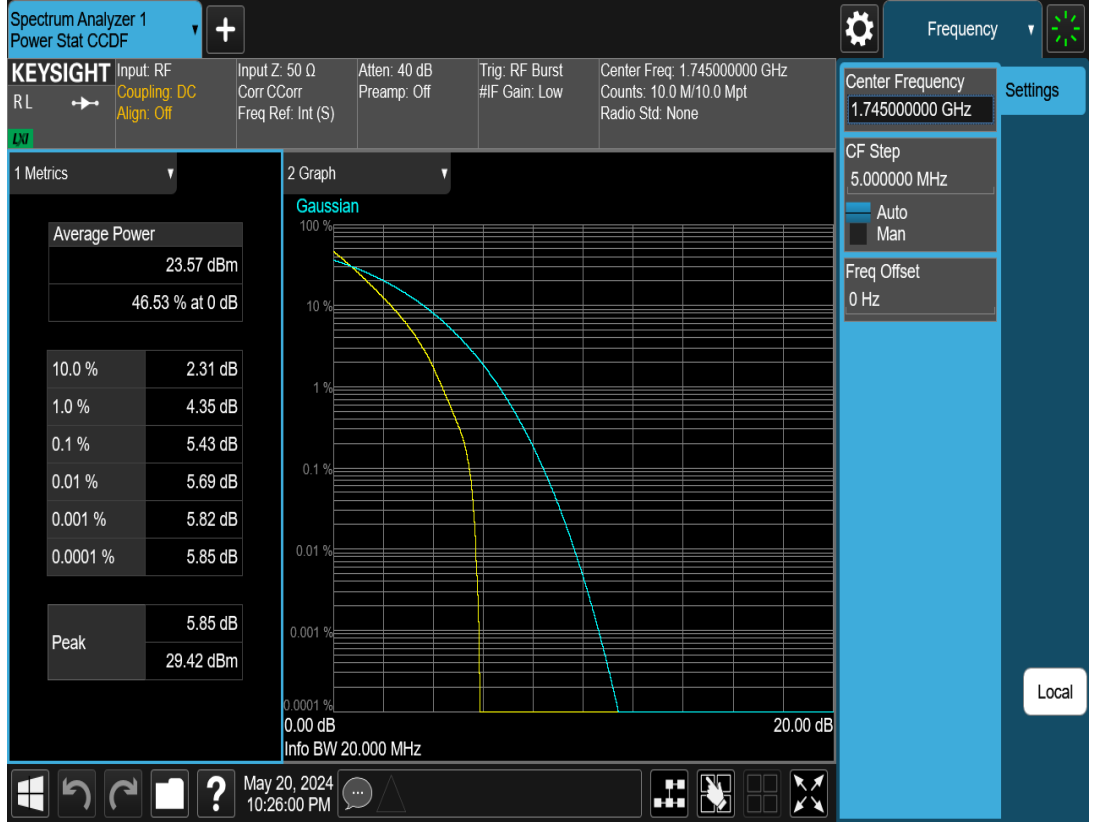 Spectrum Analyzer 1
Power Stat CCDF
+
Frequency
KEYSIGHT
RL
LXI
Input: RF
Coupling: DC
Align: Off
Input Z: 50 Ω
Corr CCorr
Freq Ref: Int (S)
Atten: 40 dB
Preamp: Off
Trig: RF Burst
#IF Gain: Low
Center Freq: 1.745000000 GHz
Counts: 10.0 M/10.0 Mpt
Radio Std: None
Center Frequency
1.745000000 GHz
Settings
CF Step
5.000000 MHz
Auto
Man
Freq Offset
0 Hz
1 Metrics
Average Power
23.57 dBm
46.53 % at 0 dB
10.0 % 2.31 dB
1.0 % 4.35 dB
0.1 % 5.43 dB
0.01 % 5.69 dB
0.001 % 5.82 dB
0.0001 % 5.85 dB
Peak 5.85 dB
29.42 dBm
2 Graph
Gaussian
100 %
10 %
1 %
0.1 %
0.01 %
0.001 %
0.0001 %
0.00 dB 20.00 dB
Info BW 20.000 MHz
Local
?
May 20, 2024
10:26:00 PM